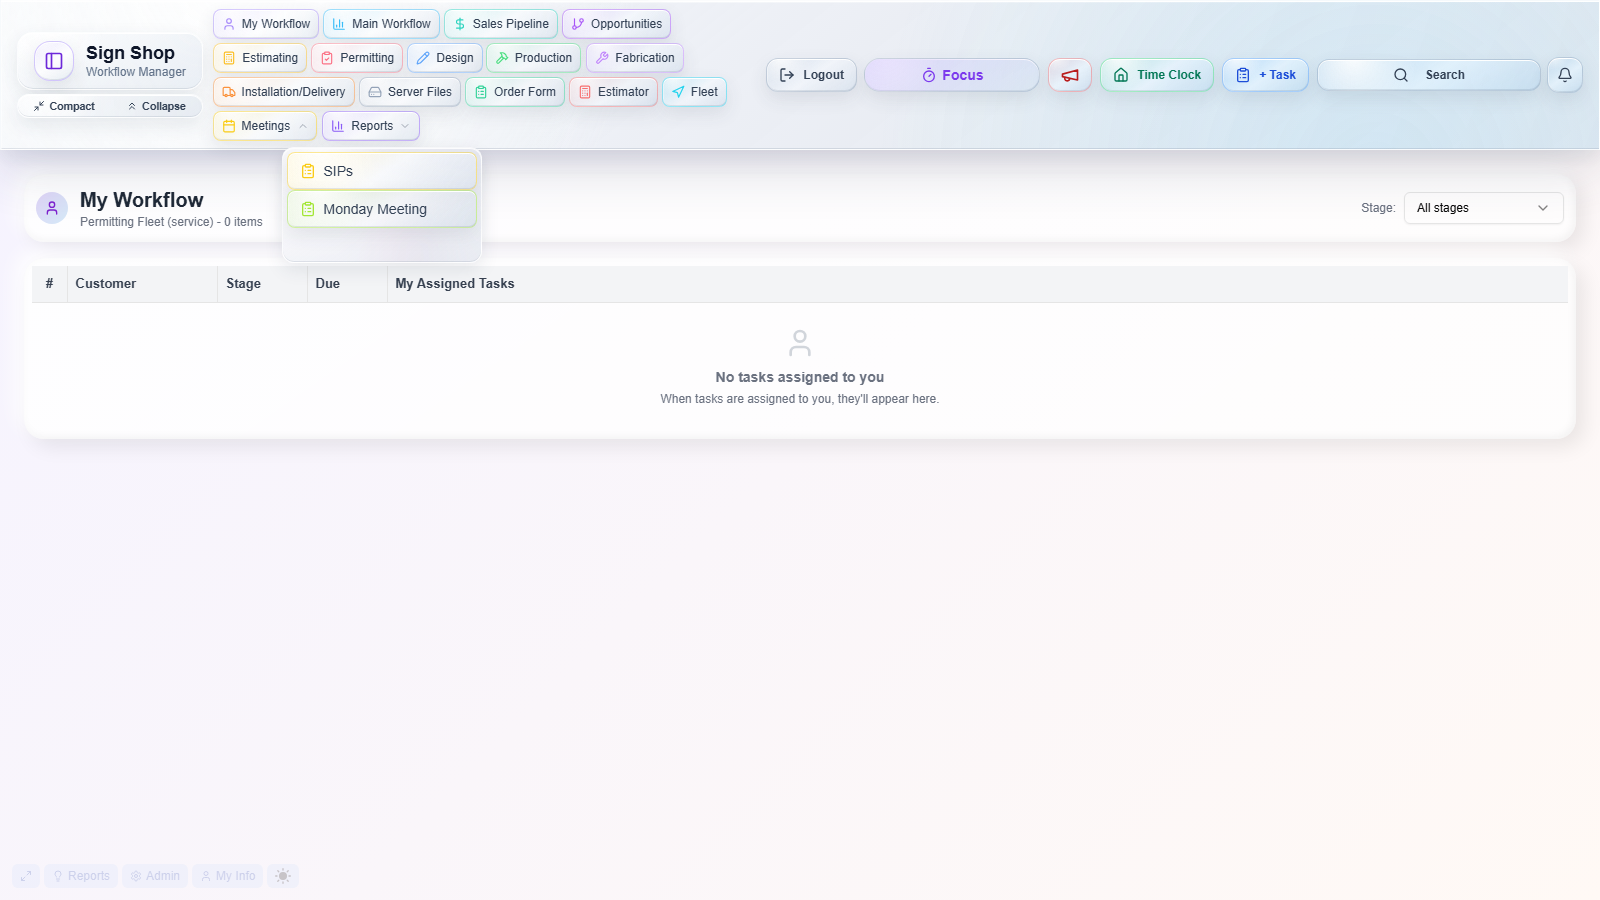 Sign Shop
Workflow Manager
Compact
Collapse
My Workflow
Main Workflow
Sales Pipeline
Opportunities
Estimating
Permitting
Design
Production
Fabrication
Installation/Delivery
Server Files
Order Form
Estimator
Fleet
Meetings
Reports
Logout
Focus
Time Clock
+ Task
Search
SIPs
Monday Meeting
My Workflow
Permitting Fleet (service) - 0 items
Stage:
All stages
# Customer Stage Due My Assigned Tasks
No tasks assigned to you
When tasks are assigned to you, they'll appear here.
Reports
Admin
My Info